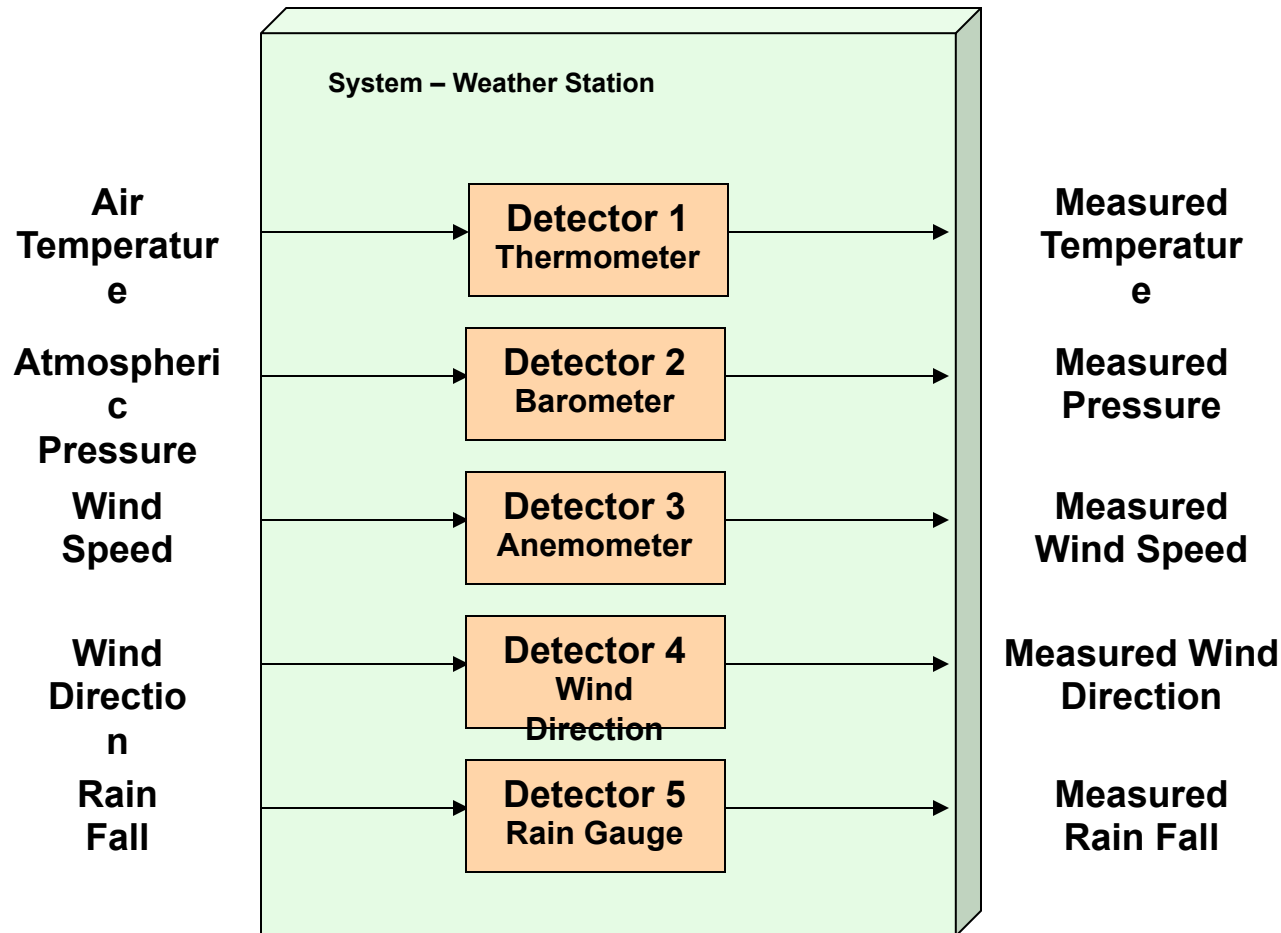 System – Weather Station
Air
Temperatur
e
Detector 1
Thermometer
Measured
Temperatur
e
Atmospheri
c
Pressure
Detector 2
Barometer
Measured
Pressure
Wind
Speed
Detector 3
Anemometer
Measured
Wind Speed
Wind
Directio
n
Detector 4
Wind
Direction
Measured Wind
Direction
Rain
Fall
Detector 5
Rain Gauge
Measured
Rain Fall